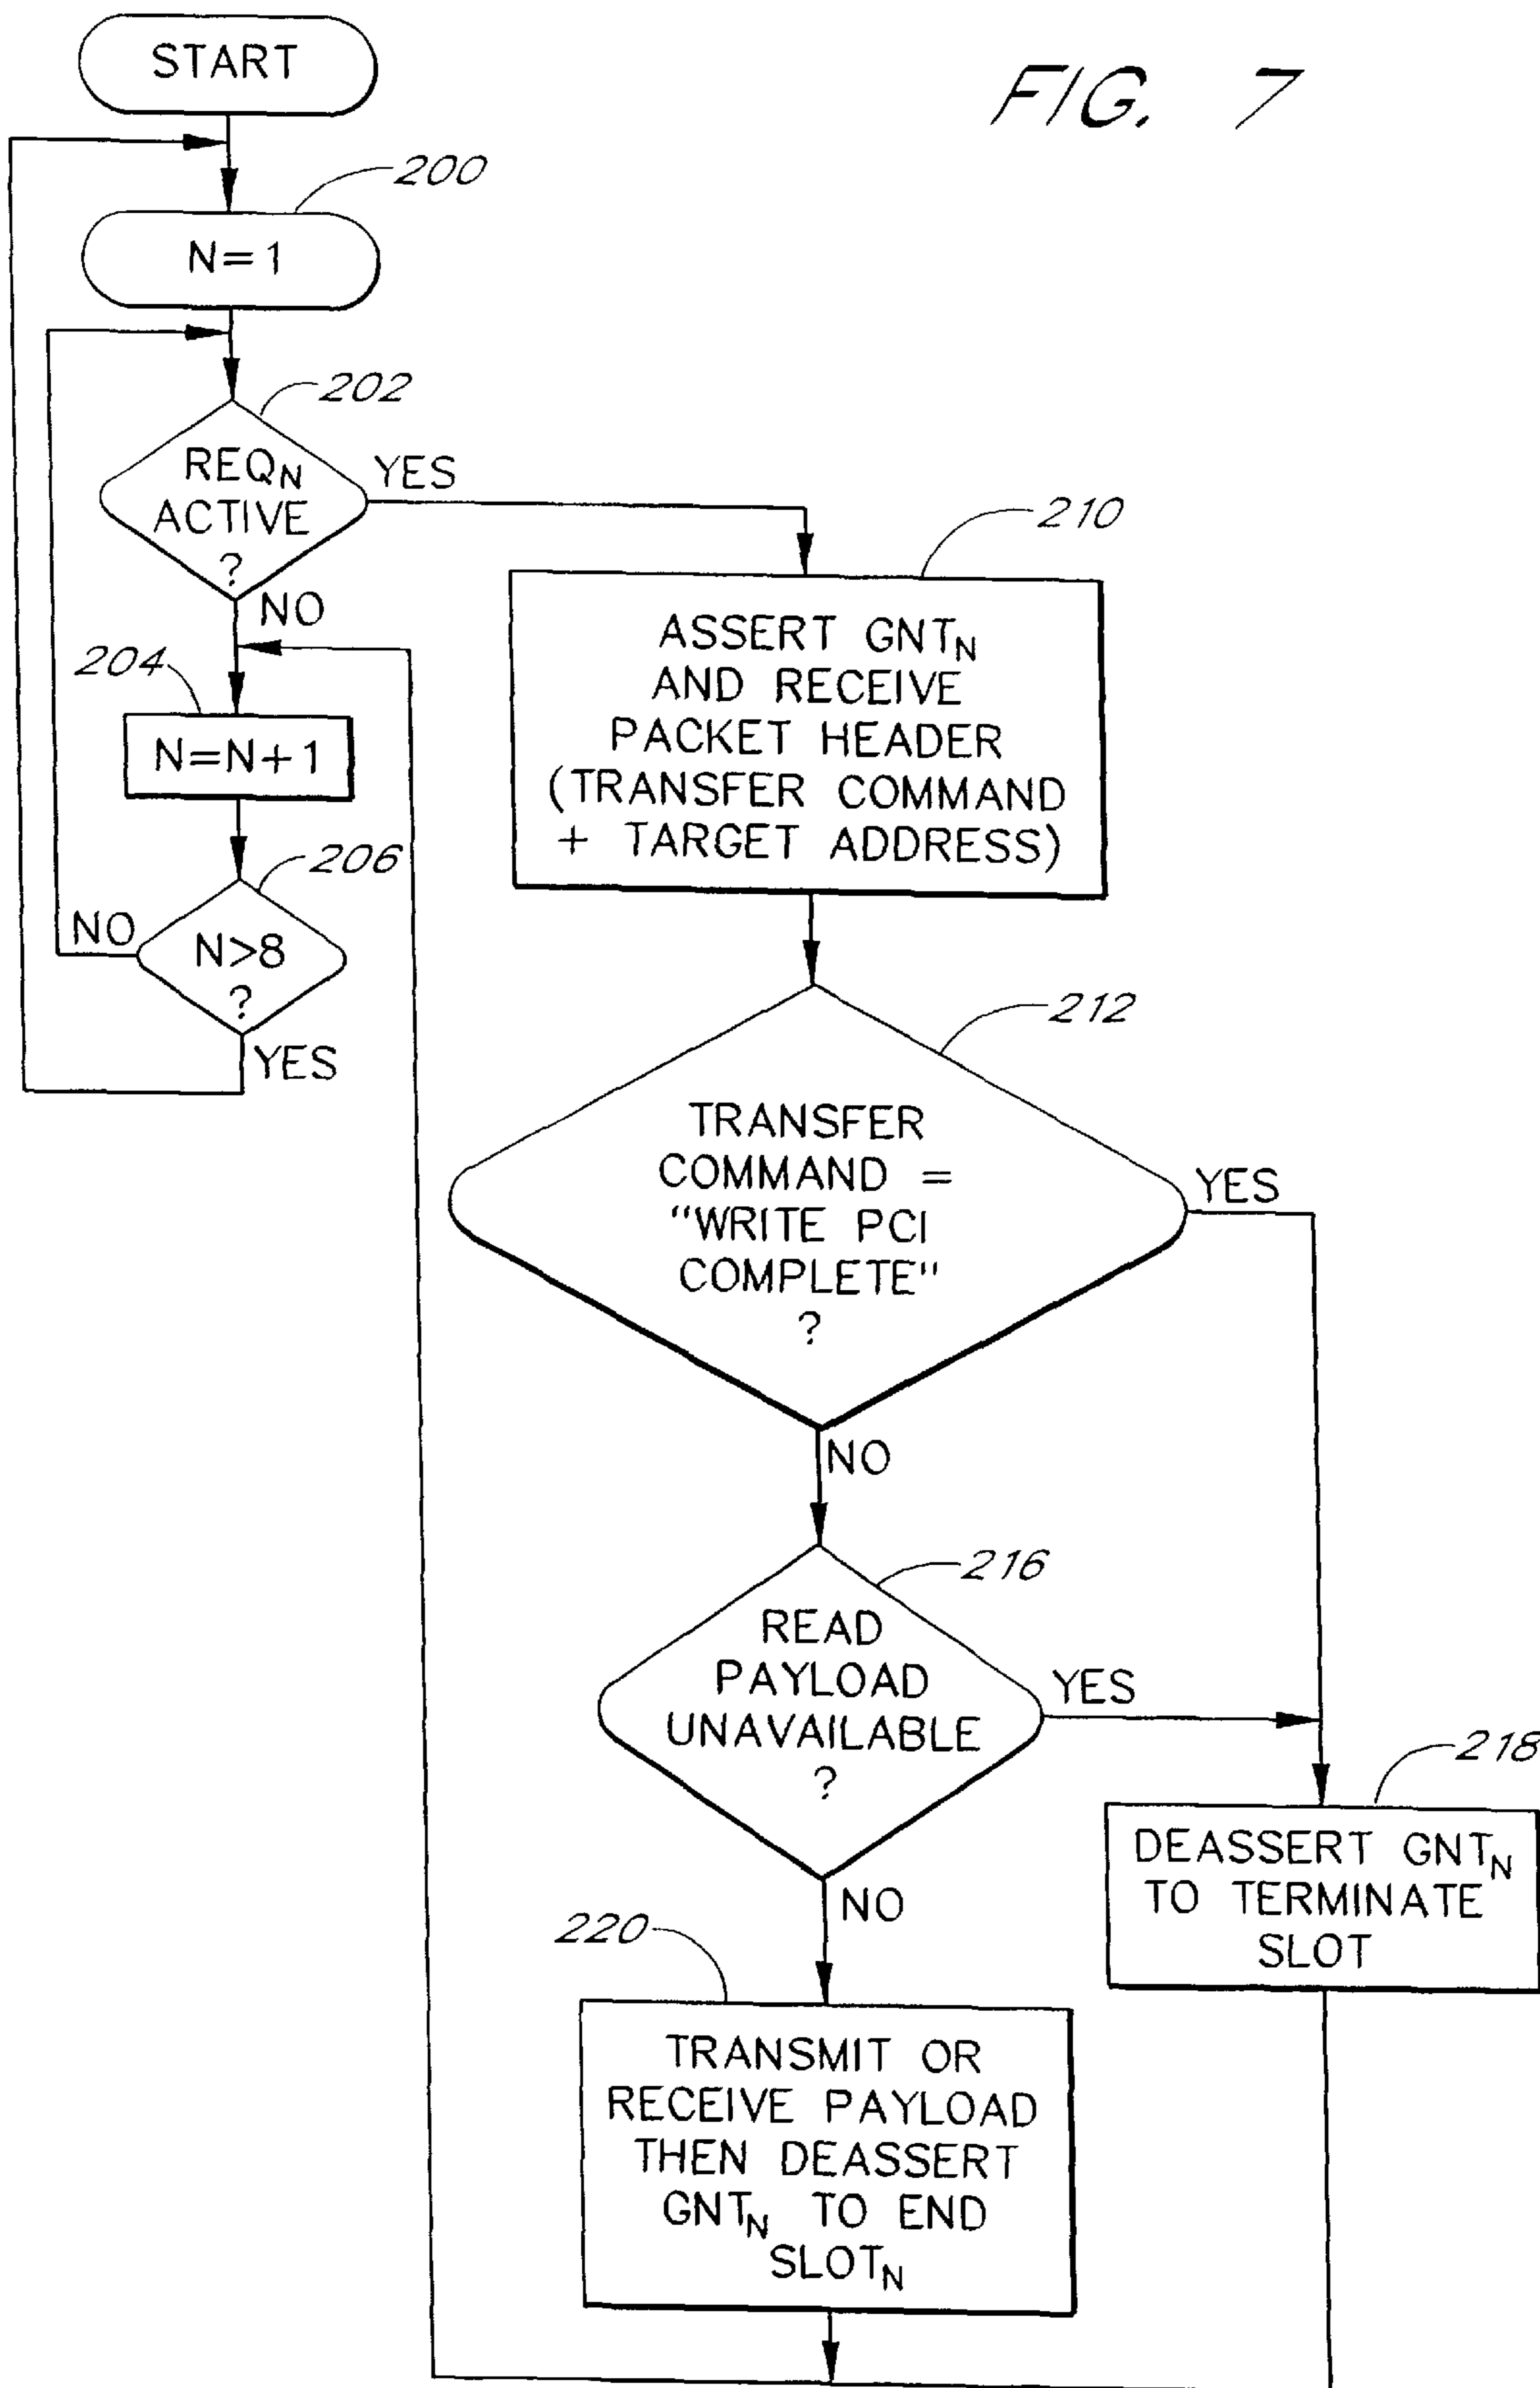 START
FIG. 7
200
N=1
202
REQN
ACTIVE
?
YES
NO
210
ASSERT GNTN
AND RECEIVE
PACKET HEADER
(TRANSFER COMMAND
+ TARGET ADDRESS)
204
N=N+1
206
N>8
?
NO
YES
212
TRANSFER
COMMAND =
"WRITE PCI
COMPLETE"
?
YES
NO
216
READ
PAYLOAD
UNAVAILABLE
?
YES
NO
218
DEASSERT GNTN
TO TERMINATE
SLOT
220
TRANSMIT OR
RECEIVE PAYLOAD
THEN DEASSERT
GNTN TO END
SLOTN